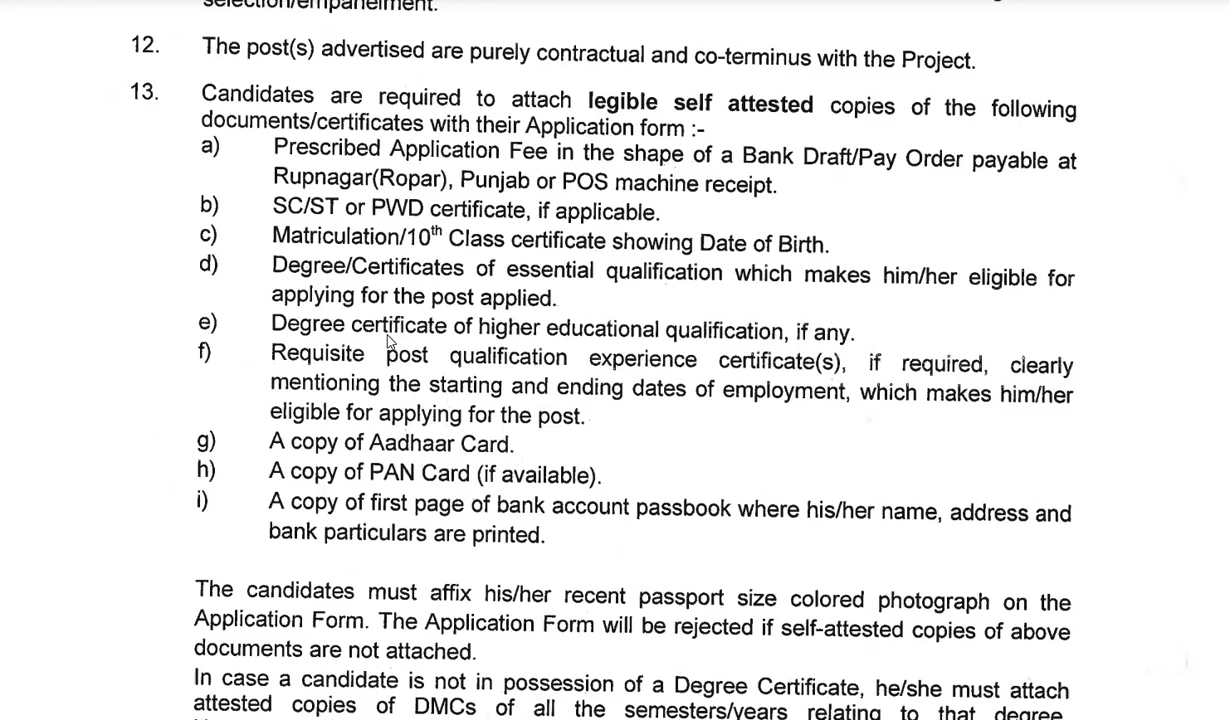 selection/empanelment.
12. The post(s) advertised are purely contractual and co-terminus with the Project.
13. Candidates are required to attach legible self attested copies of the following
documents/certificates with their Application form :-
a) Prescribed Application Fee in the shape of a Bank Draft/Pay Order payable at
Rupnagar(Ropar), Punjab or POS machine receipt.
b) SC/ST or PWD certificate, if applicable.
c) Matriculation/10th Class certificate showing Date of Birth.
d) Degree/Certificates of essential qualification which makes him/her eligible for
applying for the post applied.
e) Degree certificate of higher educational qualification, if any.
f) Requisite post qualification experience certificate(s), if required, clearly
mentioning the starting and ending dates of employment, which makes him/her
eligible for applying for the post.
g) A copy of Aadhaar Card.
h) A copy of PAN Card (if available).
i) A copy of first page of bank account passbook where his/her name, address and
bank particulars are printed.
The candidates must affix his/her recent passport size colored photograph on the
Application Form. The Application Form will be rejected if self-attested copies of above
documents are not attached.
In case a candidate is not in possession of a Degree Certificate, he/she must attach
attested copies of DMCs of all the semesters/years relating to that degree.